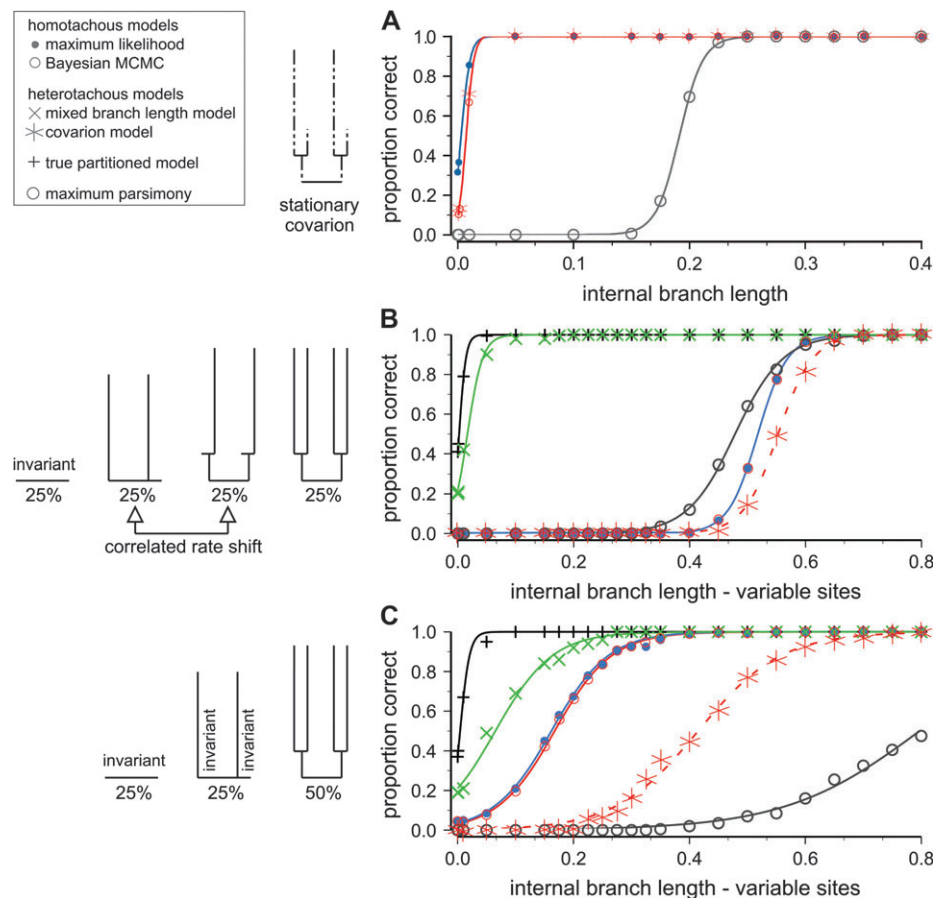 homotachous models
maximum likelihood
Bayesian MCMC
heterotachous models
mixed branch length model
covarion model
true partitioned model
maximum parsimony
stationary
covarion
A
proportion correct
1.0
0.8
0.6
0.4
0.2
0.0
0.0
0.1
0.2
0.3
0.4
internal branch length
invariant
25%
25%
25%
25%
correlated rate shift
B
proportion correct
1.0
0.8
0.6
0.4
0.2
0.0
0.0
0.2
0.4
0.6
0.8
internal branch length - variable sites
invariant
25%
invariant
invariant
25%
50%
C
proportion correct
1.0
0.8
0.6
0.4
0.2
0.0
0.0
0.2
0.4
0.6
0.8
internal branch length - variable sites